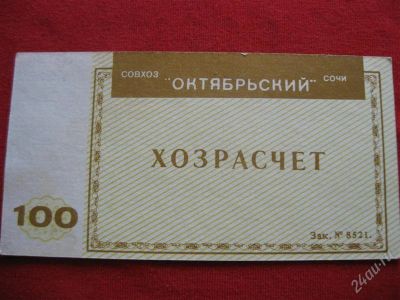 СОВХОЗ "ОКТЯБРЬСКИЙ" СОЧИ
ХОЗРАСЧЕТ
100
Зак. № 8521.
24au.ru